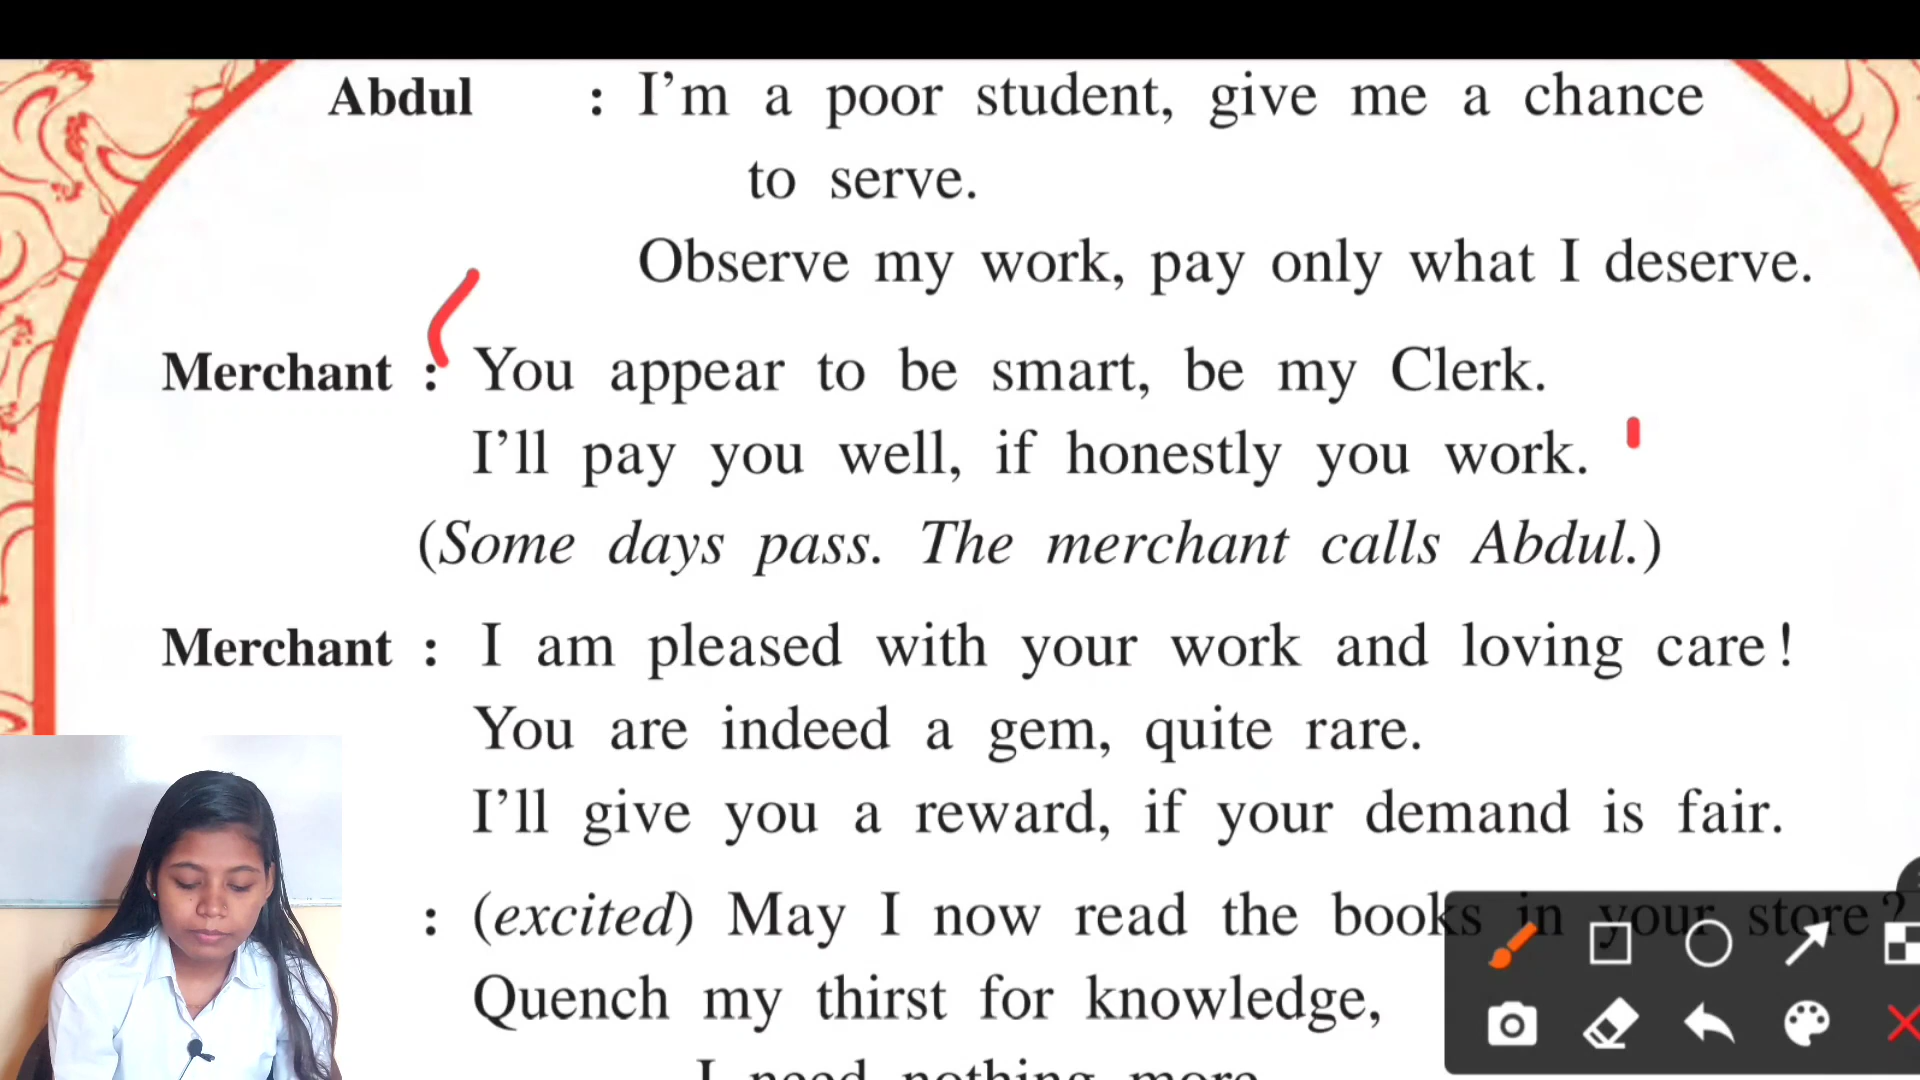 Abdul : I'm a poor student, give me a chance
to serve.
Observe my work, pay only what I deserve.
Merchant : You appear to be smart, be my Clerk.
I'll pay you well, if honestly you work.
(Some days pass. The merchant calls Abdul.)
Merchant : I am pleased with your work and loving care!
You are indeed a gem, quite rare.
I'll give you a reward, if your demand is fair.
: (excited) May I now read the books in your store?
Quench my thirst for knowledge,
I need nothing more